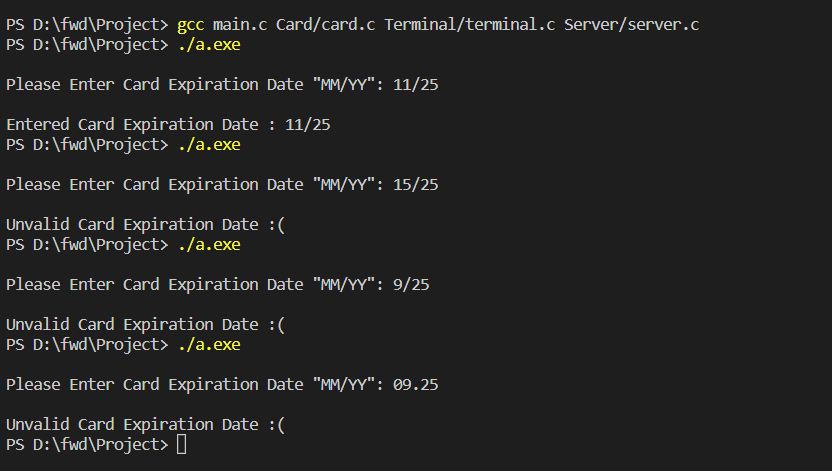 PS D:\fwd\Project> gcc main.c Card/card.c Terminal/terminal.c Server/server.c
PS D:\fwd\Project> ./a.exe
Please Enter Card Expiration Date "MM/YY": 11/25
Entered Card Expiration Date : 11/25
PS D:\fwd\Project> ./a.exe
Please Enter Card Expiration Date "MM/YY": 15/25
Unvalid Card Expiration Date :(
PS D:\fwd\Project> ./a.exe
Please Enter Card Expiration Date "MM/YY": 9/25
Unvalid Card Expiration Date :(
PS D:\fwd\Project> ./a.exe
Please Enter Card Expiration Date "MM/YY": 09.25
Unvalid Card Expiration Date :(
PS D:\fwd\Project>